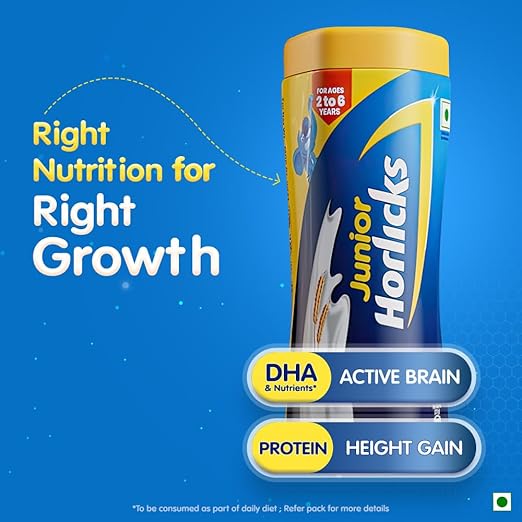 Right
Nutrition for
Right
Growth
FOR AGES
2 to 6
YEARS
Junior
Horlicks
DHA
& Nutrients*
ACTIVE BRAIN
PROTEIN
HEIGHT GAIN
*To be consumed as part of daily diet ; Refer pack for more details